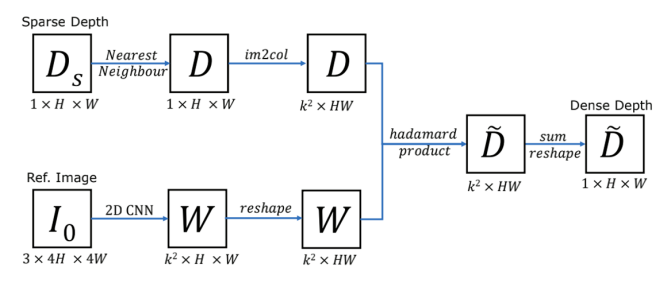 Sparse Depth
D_s
1 × H × W
Nearest
Neighbour
D
1 × H × W
im2col
D
k² × HW
Ref. Image
I₀
3 × 4H × 4W
2D CNN
W
k² × H × W
reshape
W
k² × HW
hadamard
product
D̃
k² × HW
sum
reshape
Dense Depth
D̃
1 × H × W